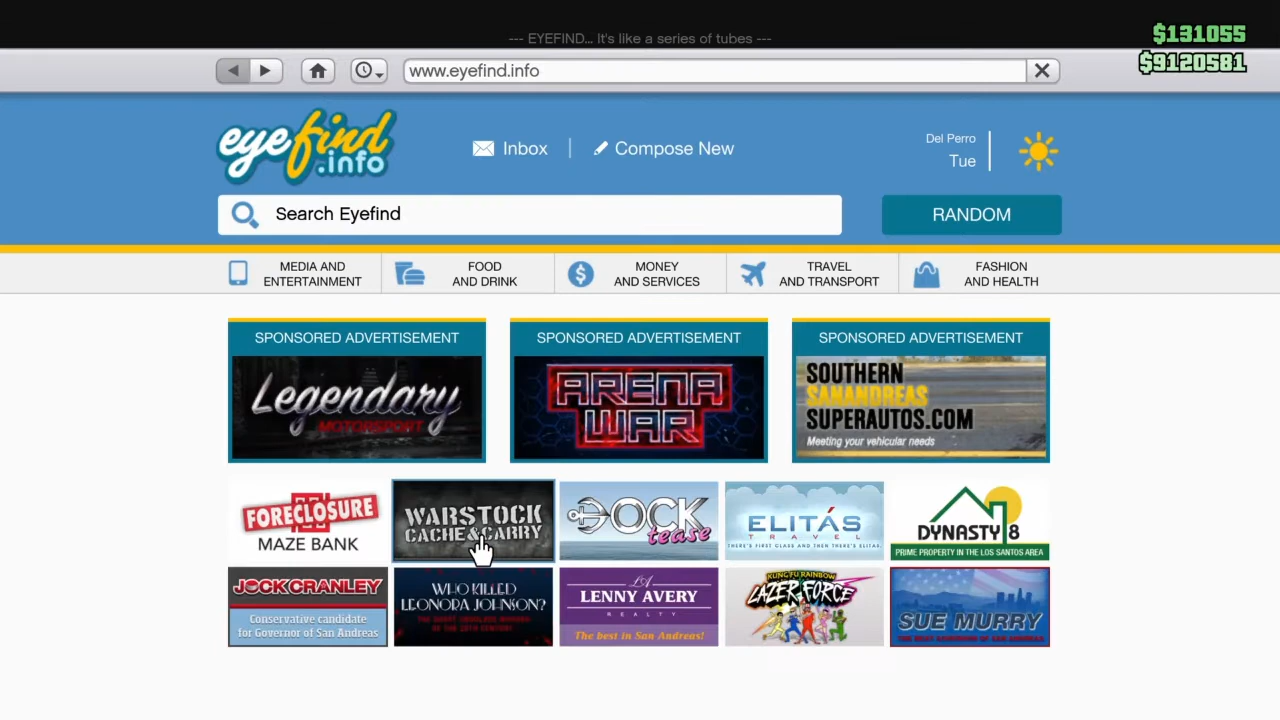 --- EYEFIND... It's like a series of tubes ---
$131055
$9120581
www.eyefind.info
eyefind
.info
Inbox
Compose New
Del Perro
Tue
Search Eyefind
RANDOM
MEDIA AND
ENTERTAINMENT
FOOD
AND DRINK
MONEY
AND SERVICES
TRAVEL
AND TRANSPORT
FASHION
AND HEALTH
SPONSORED ADVERTISEMENT
Legendary
MOTORSPORT
SPONSORED ADVERTISEMENT
ARENA
WAR
SPONSORED ADVERTISEMENT
SOUTHERN
SANANDREAS
SUPERAUTOS.COM
Meeting your vehicular needs
FORECLOSURE
MAZE BANK
WARSTOCK
CACHE&CARRY
DOCK
tease
ELITÁS
TRAVEL
THERE'S FIRST CLASS AND THEN THERE'S ELITÁS.
DYNASTY 8
PRIME PROPERTY IN THE LOS SANTOS AREA
JOCK CRANLEY
Conservative candidate
for Governor of San Andreas
WHO KILLED
LEONORA JOHNSON?
LA
LENNY AVERY
REALTY
The best in San Andreas!
KUNG FU RAINBOW
LAZER FORCE
SUE MURRY